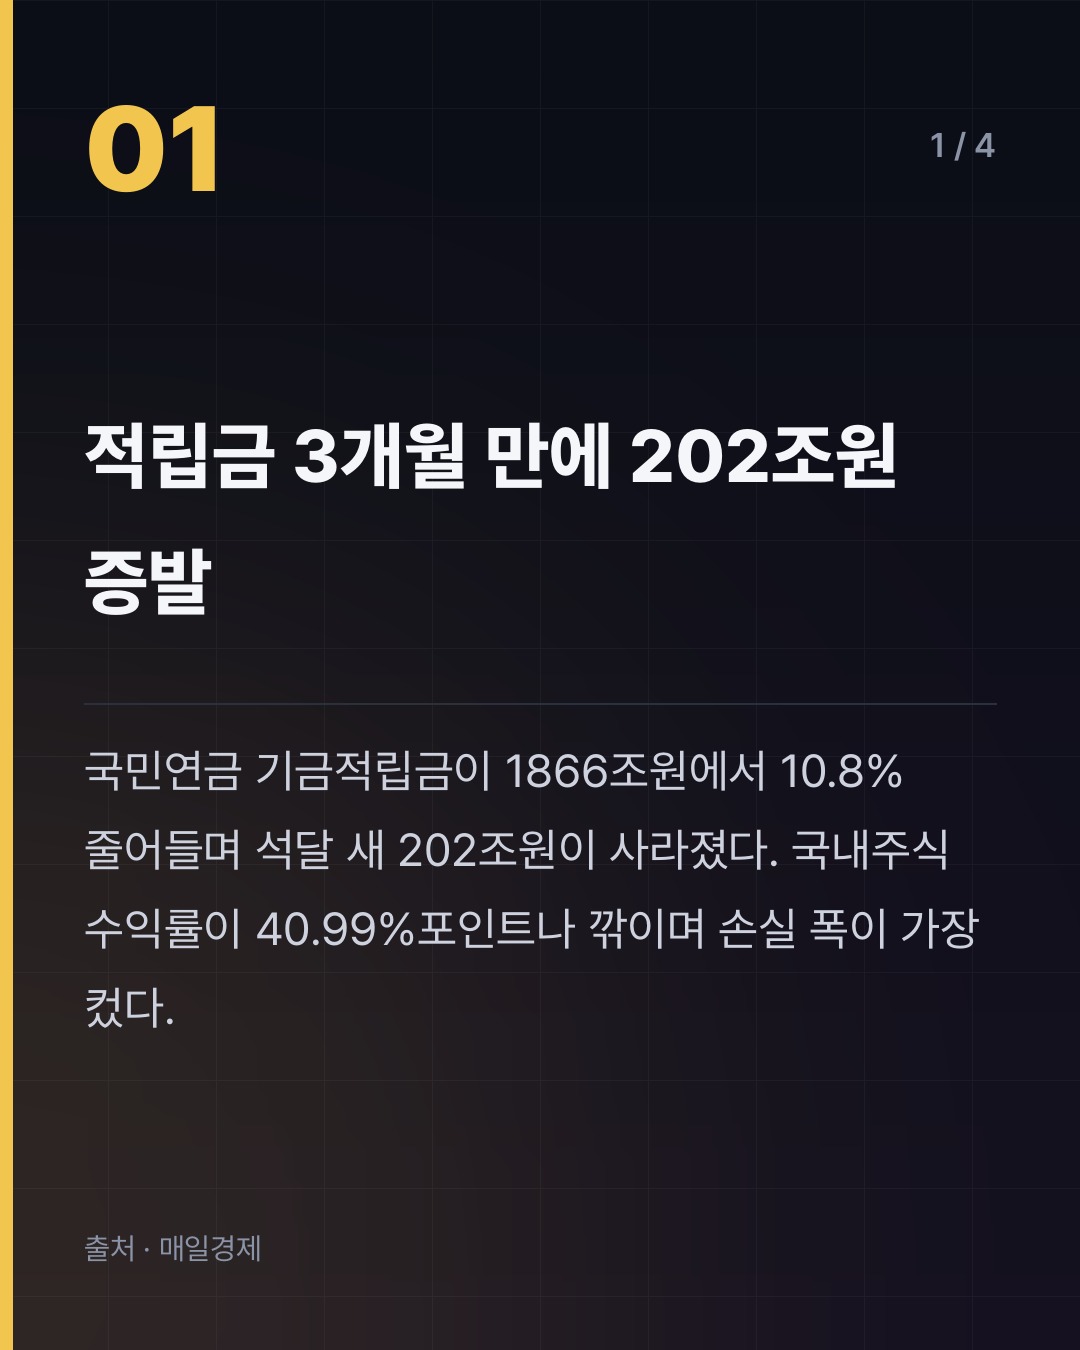 01
1 / 4
적립금 3개월 만에 202조원
증발
국민연금 기금적립금이 1866조원에서 10.8%
줄어들며 석달 새 202조원이 사라졌다. 국내주식
수익률이 40.99%포인트나 깎이며 손실 폭이 가장
컸다.
출처 · 매일경제